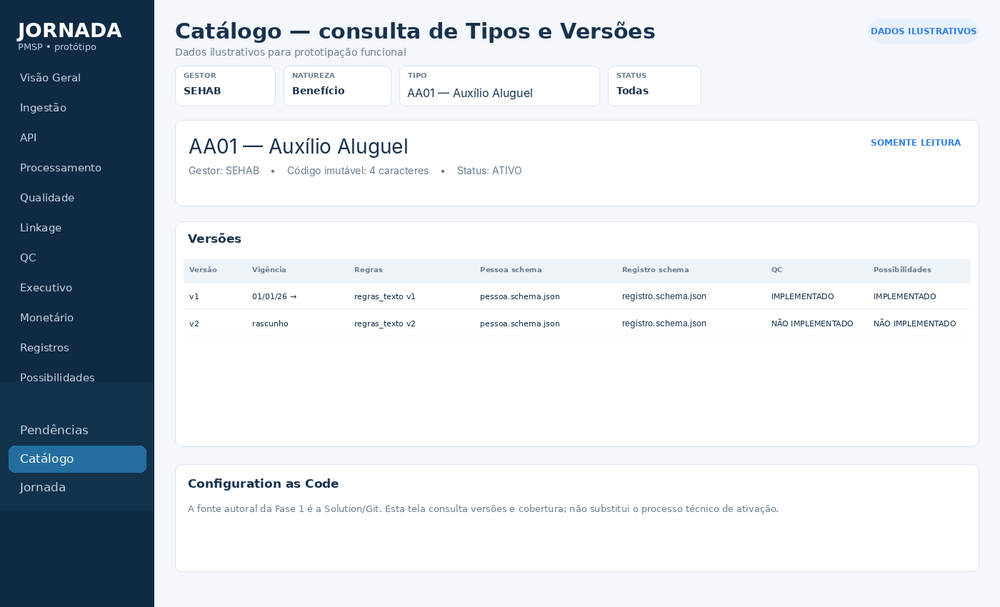 JORNADA
PMSP • protótipo
Visão Geral
Ingestão
API
Processamento
Qualidade
Linkage
QC
Executivo
Monetário
Registros
Possibilidades
Pendências
Catálogo
Jornada
Catálogo — consulta de Tipos e Versões
Dados ilustrativos para prototipação funcional
DADOS ILUSTRATIVOS
GESTOR
SEHAB
NATUREZA
Benefício
TIPO
AA01 — Auxílio Aluguel
STATUS
Todas
AA01 — Auxílio Aluguel
SOMENTE LEITURA
Gestor: SEHAB • Código imutável: 4 caracteres • Status: ATIVO
Versões
Versão Vigência Regras Pessoa schema Registro schema QC Possibilidades
v1 01/01/26 → regras_texto v1 pessoa.schema.json registro.schema.json IMPLEMENTADO IMPLEMENTADO
v2 rascunho regras_texto v2 pessoa.schema.json registro.schema.json NÃO IMPLEMENTADO NÃO IMPLEMENTADO
Configuration as Code
A fonte autoral da Fase 1 é a Solution/Git. Esta tela consulta versões e cobertura; não substitui o processo técnico de ativação.